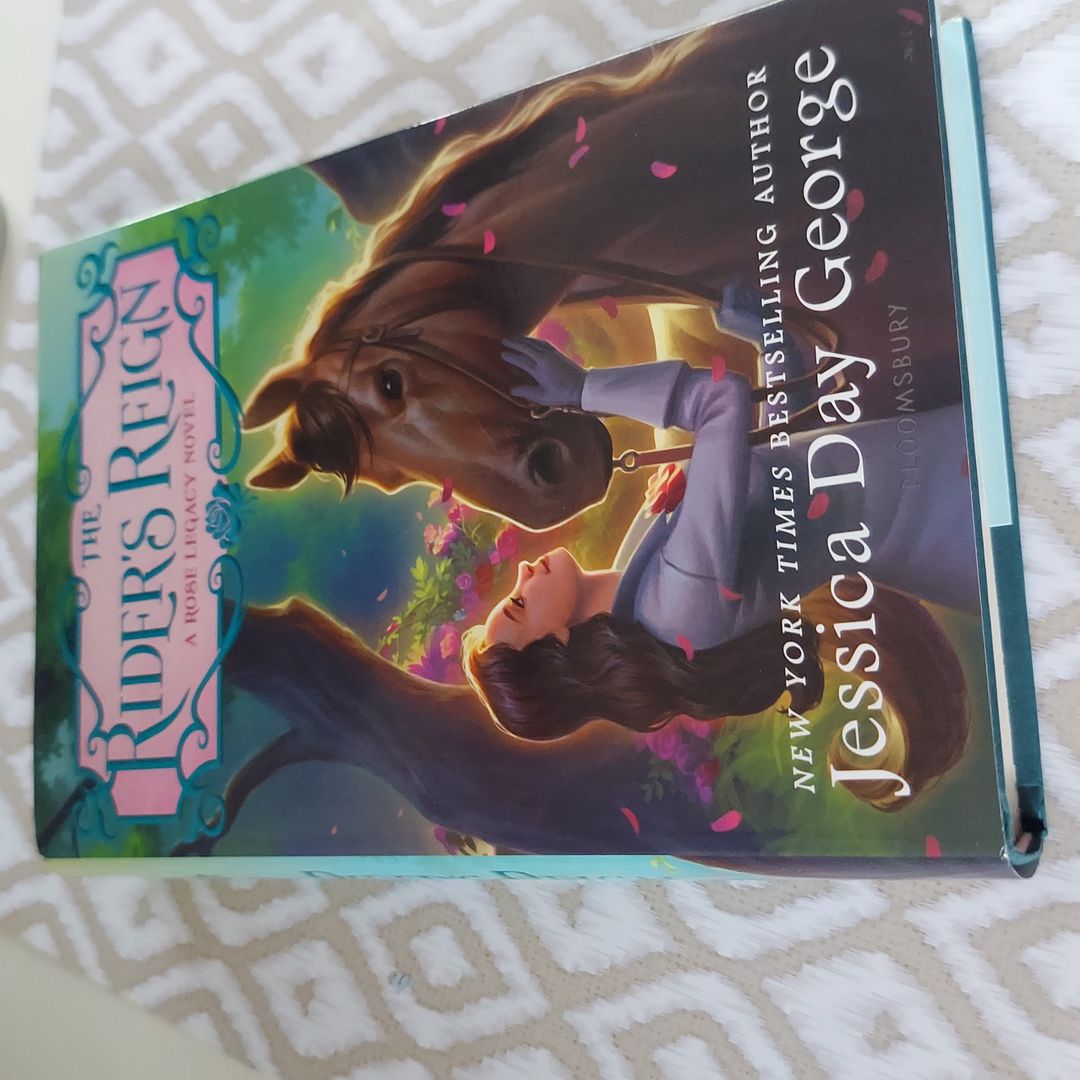 THE
RIDER'S REIGN
A ROSE LEGACY NOVEL
NEW YORK TIMES BESTSELLING AUTHOR
Jessica Day George
BLOOMSBURY